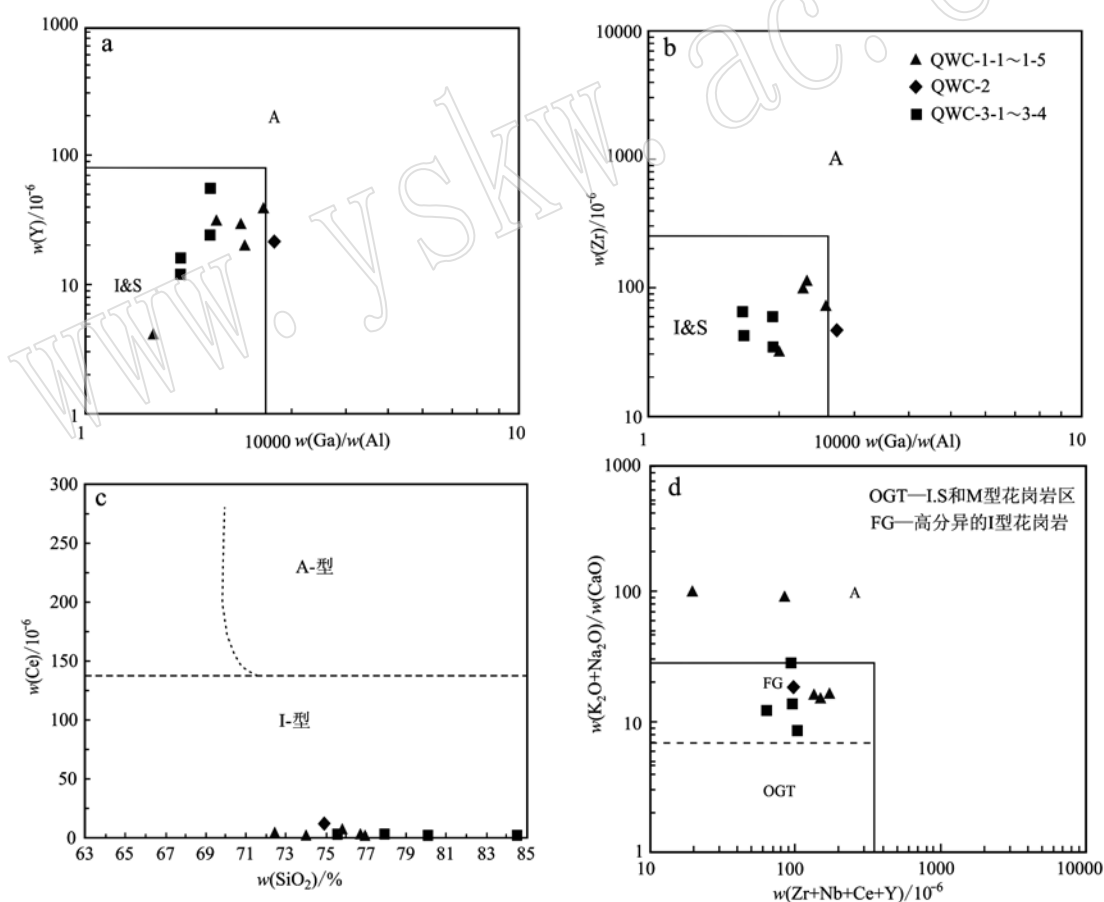 a
1000
100
10
1
w(Y)/10⁻⁶
A
I&S
1
10000 w(Ga)/w(Al)
10
b
10000
1000
100
10
w(Zr)/10⁻⁶
▲ QWC-1-1～1-5
◆ QWC-2
■ QWC-3-1～3-4
A
I&S
1
10000 w(Ga)/w(Al)
10
c
300
250
200
150
100
50
0
w(Ce)/10⁻⁶
A-型
I-型
63 65 67 69 71 73 75 77 79 81 83 85
w(SiO₂)/%
d
1000
100
10
1
w(K₂O+Na₂O)/w(CaO)
OGT—I.S和M型花岗岩区
FG—高分异的I型花岗岩
A
FG
OGT
10 100 1000 10000
w(Zr+Nb+Ce+Y)/10⁻⁶
www.yskw.ac.